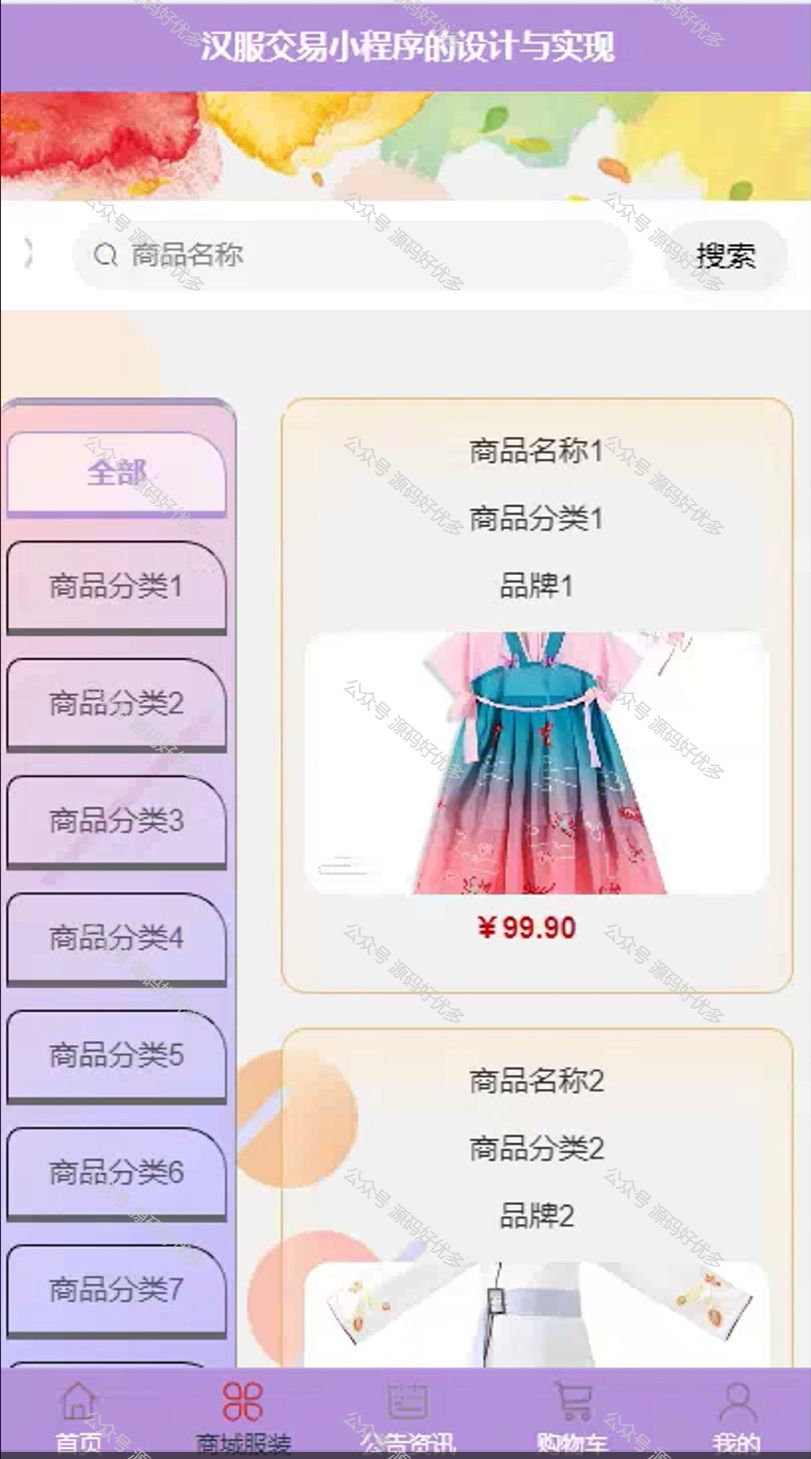 汉服交易小程序的设计与实现
商品名称
搜索
全部
商品分类1
商品分类2
商品分类3
商品分类4
商品分类5
商品分类6
商品分类7
商品名称1
商品分类1
品牌1
￥99.90
商品名称2
商品分类2
品牌2
首页
商城服装
公告资讯
购物车
我的
公众号 源码好优多